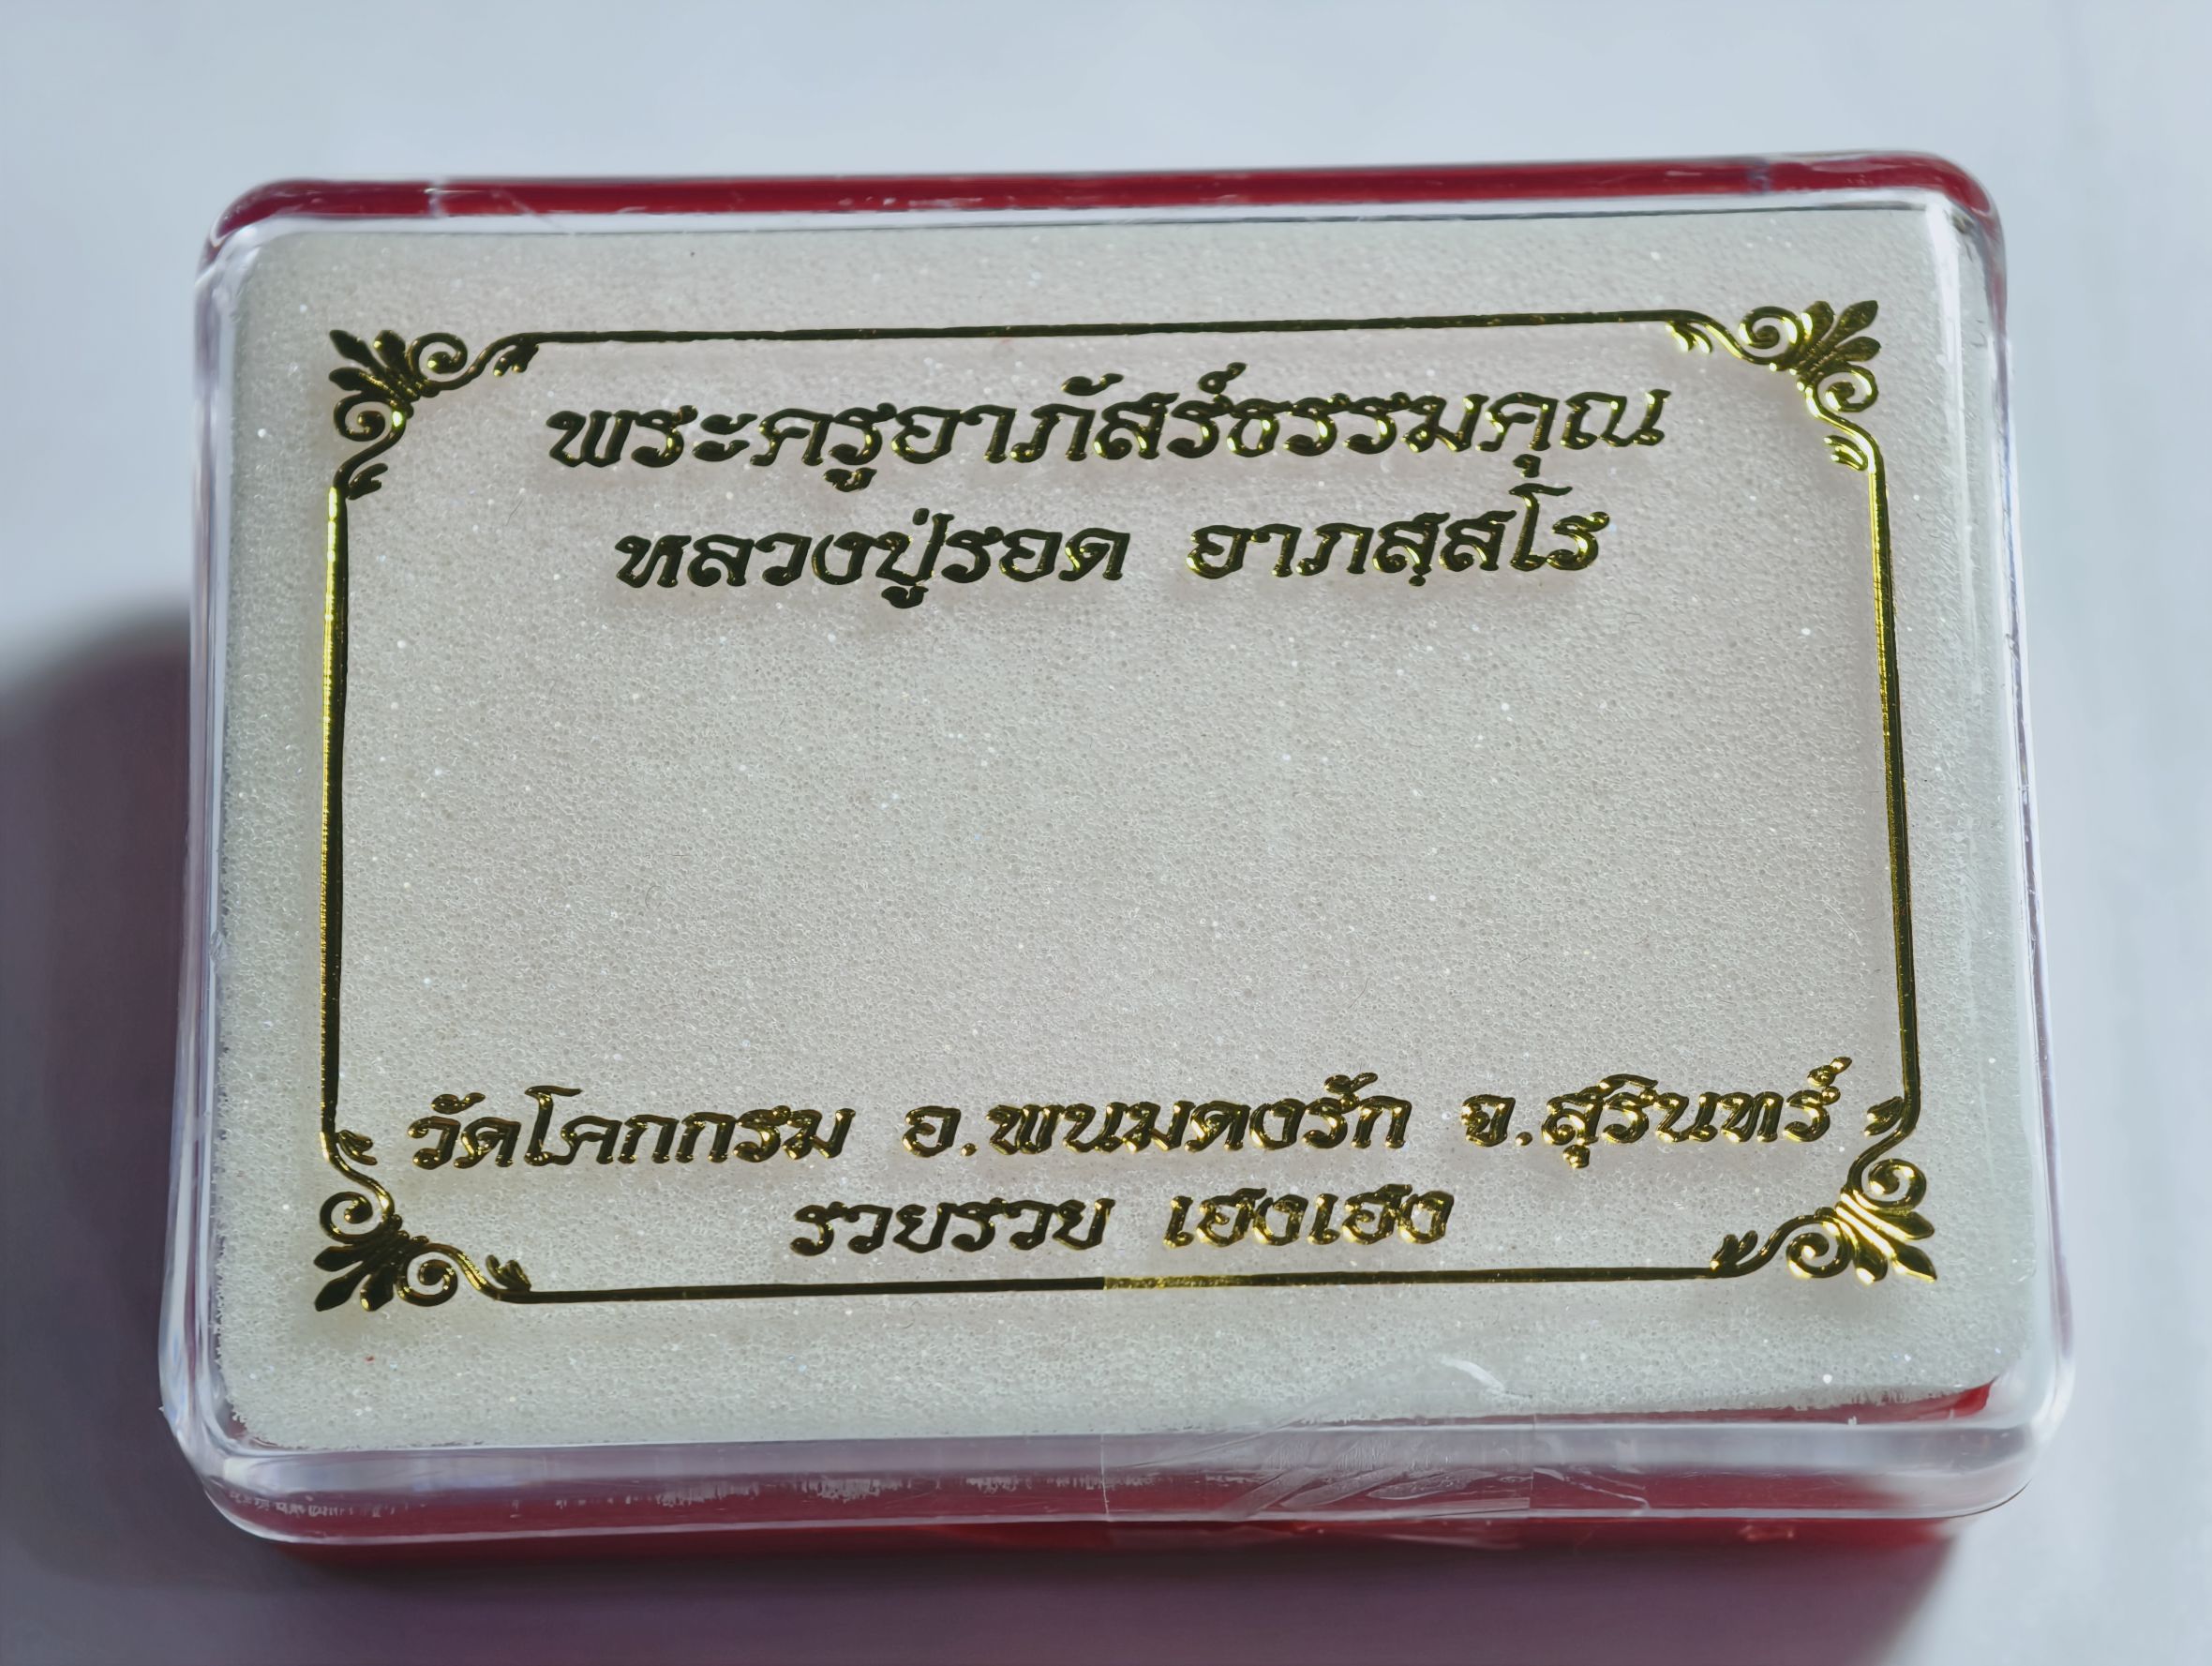 พระครูอาภัสร์ธรรมคุณ
หลวงปู่รอด อาภสฺสโร
วัดโคกกรม อ.พนมดงรัก จ.สุรินทร์
รวยรวย เฮงเฮง